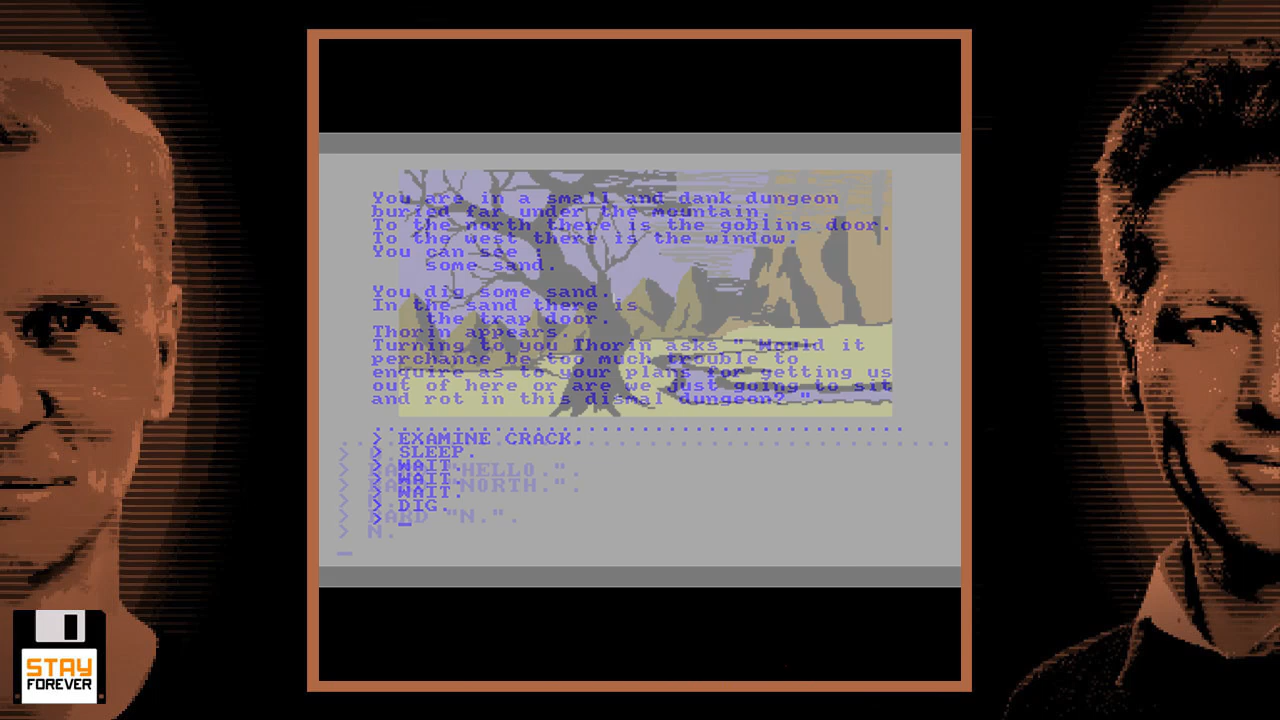 You are in a small and dank dungeon
buried far under the mountain.
To the north there is the goblins door.
To the west there is the window.
You can see :
some sand.
You dig some sand.
In the sand there is
the trap door.
Thorin appears.
Turning to you Thorin asks " Would it
perchance be too much trouble to
enquire as to your plans for getting us
out of here or are we just going to sit
and rot in this dismal dungeon? ".
> EXAMINE CRACK.
> SLEEP.
> WAIT.
> WAIT.
> WAIT.
> DIG.
>
"HELLO ."
"NORTH."
"N."
> N.
STAY
FOREVER